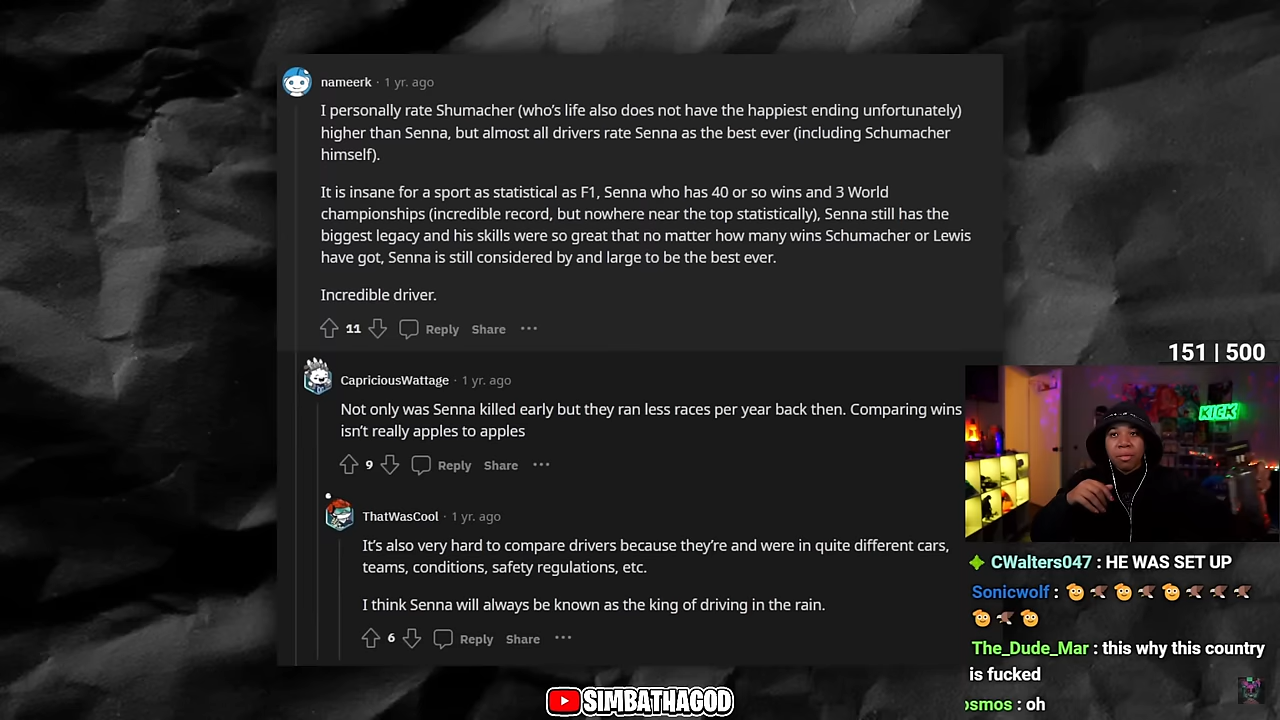 nameerk · 1 yr. ago
I personally rate Shumacher (who's life also does not have the happiest ending unfortunately)
higher than Senna, but almost all drivers rate Senna as the best ever (including Schumacher
himself).
It is insane for a sport as statistical as F1, Senna who has 40 or so wins and 3 World
championships (incredible record, but nowhere near the top statistically), Senna still has the
biggest legacy and his skills were so great that no matter how many wins Schumacher or Lewis
have got, Senna is still considered by and large to be the best ever.
Incredible driver.
11 Reply Share ···
CapriciousWattage · 1 yr. ago
Not only was Senna killed early but they ran less races per year back then. Comparing wins
isn't really apples to apples
9 Reply Share ···
ThatWasCool · 1 yr. ago
It's also very hard to compare drivers because they're and were in quite different cars,
teams, conditions, safety regulations, etc.
I think Senna will always be known as the king of driving in the rain.
6 Reply Share ···
151 | 500
KICK
CWalters047 : HE WAS SET UP
Sonicwolf :
The_Dude_Mar : this why this country
is fucked
osmos : oh
SIMBATHAGOD